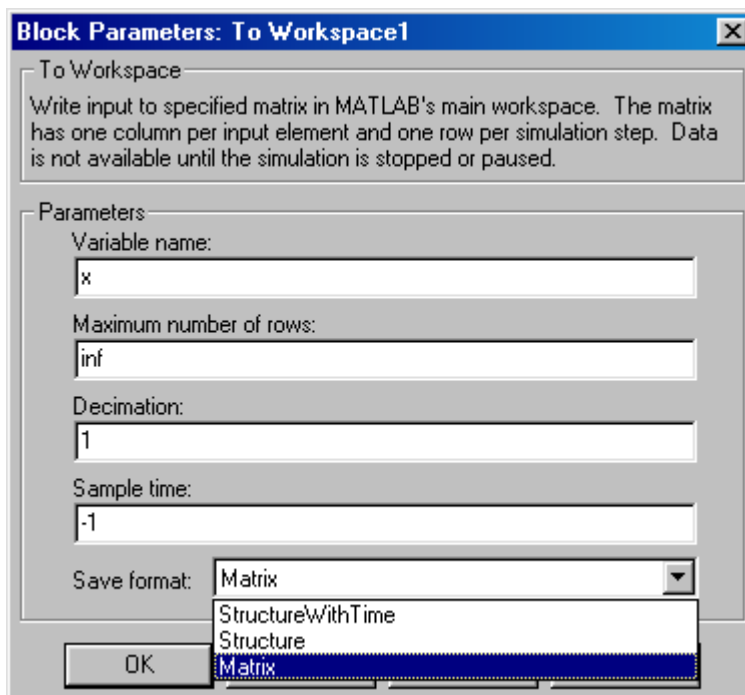 Block Parameters: To Workspace1
To Workspace
Write input to specified matrix in MATLAB's main workspace. The matrix
has one column per input element and one row per simulation step. Data
is not available until the simulation is stopped or paused.
Parameters
Variable name:
x
Maximum number of rows:
inf
Decimation:
1
Sample time:
-1
Save format: Matrix
StructureWithTime
Structure
Matrix
OK